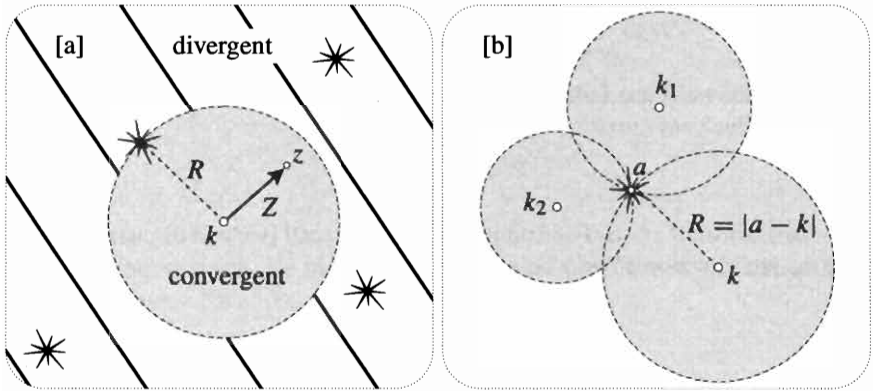 [a]
divergent
R
z
Z
k
convergent
[b]
k₁
a
k₂
R = |a − k|
k